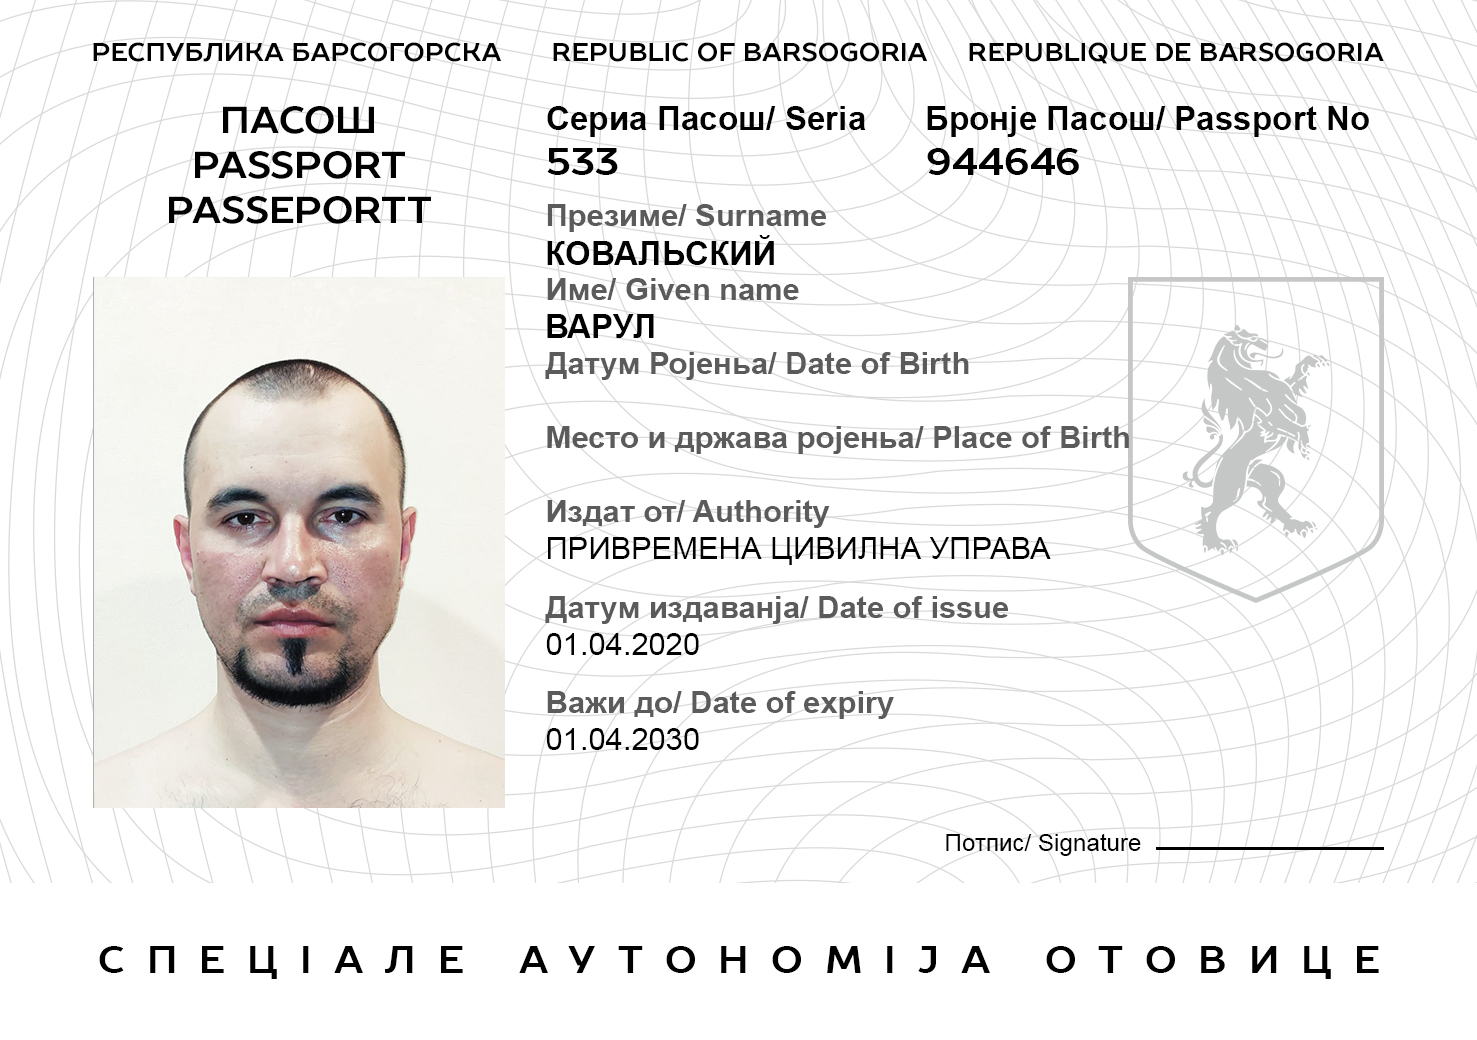 РЕСПУБЛИКА БАРСОГОРСКА REPUBLIC OF BARSOGORIA REPUBLIQUE DE BARSOGORIA
ПАСОШ
PASSPORT
PASSEPORTT
Сериа Пасош/ Seria
533
Бронје Пасош/ Passport No
944646
Презиме/ Surname
КОВАЛЬСКИЙ
Име/ Given name
ВАРУЛ
Датум Ројења/ Date of Birth
Место и држава ројења/ Place of Birth
Издат от/ Authority
ПРИВРЕМЕНА ЦИВИЛНА УПРАВА
Датум издаванја/ Date of issue
01.04.2020
Важи до/ Date of expiry
01.04.2030
Потпис/ Signature
СПЕЦІАЛЕ АУТОНОМІЈА ОТОВИЦЕ